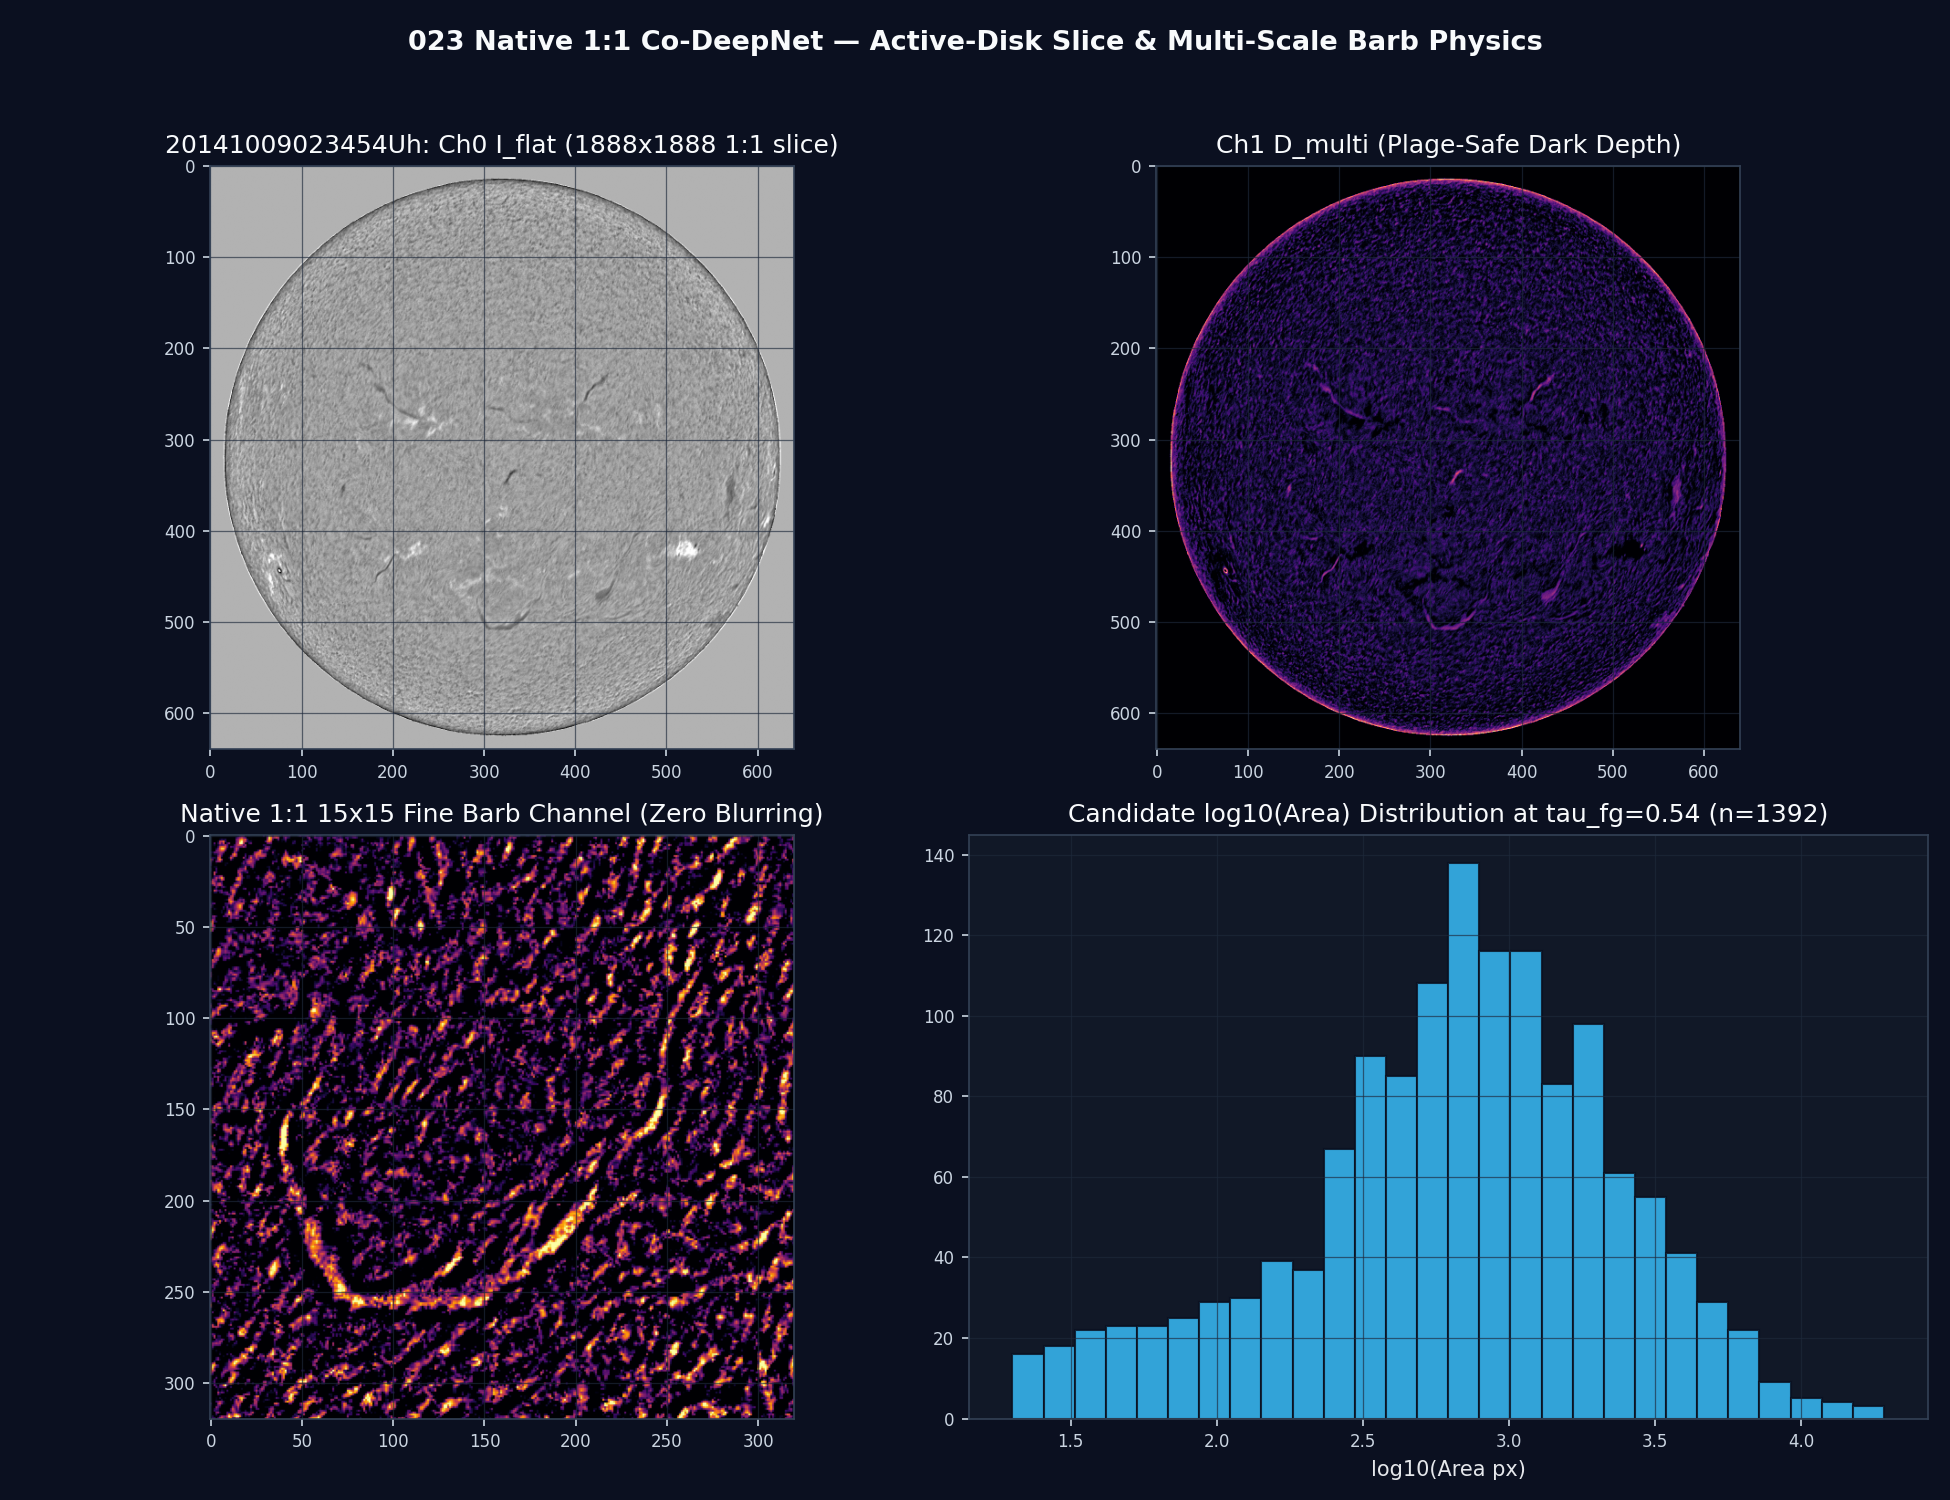 023 Native 1:1 Co-DeepNet — Active-Disk Slice & Multi-Scale Barb Physics
20141009023454Uh: Ch0 I_flat (1888x1888 1:1 slice)
0
100
200
300
400
500
600
0 100 200 300 400 500 600
Ch1 D_multi (Plage-Safe Dark Depth)
0
100
200
300
400
500
600
0 100 200 300 400 500 600
Native 1:1 15x15 Fine Barb Channel (Zero Blurring)
0
50
100
150
200
250
300
0 50 100 150 200 250 300
Candidate log10(Area) Distribution at tau_fg=0.54 (n=1392)
140
120
100
80
60
40
20
0
1.5 2.0 2.5 3.0 3.5 4.0
log10(Area px)